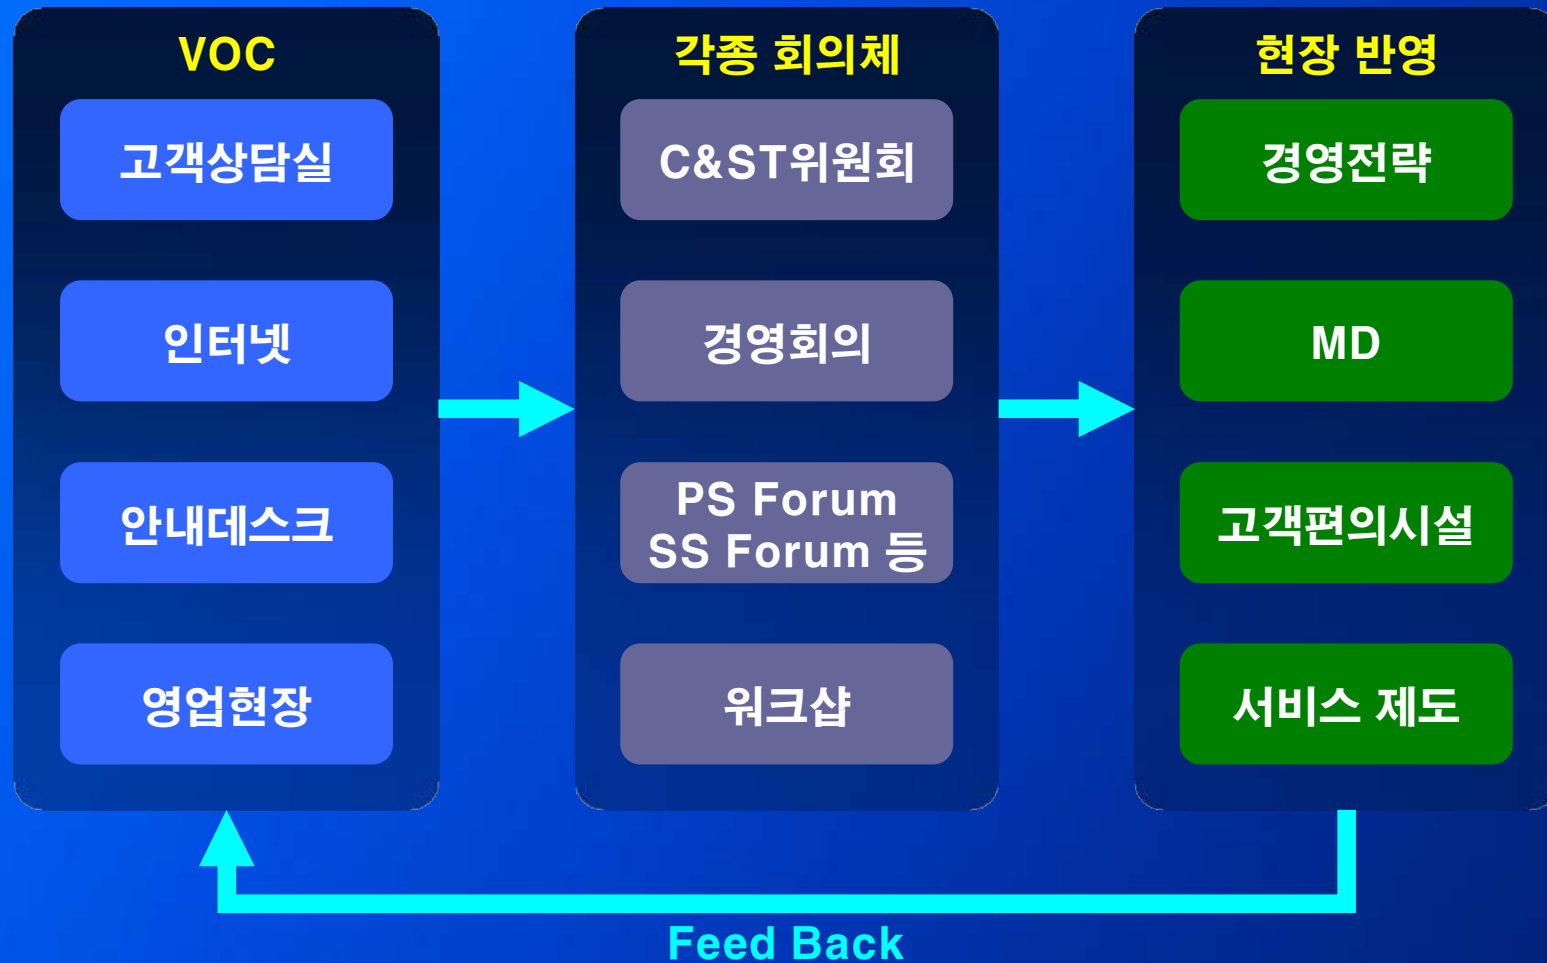 VOC
고객상담실
인터넷
안내데스크
영업현장
각종 회의체
C&ST위원회
경영회의
PS Forum
SS Forum 등
워크샵
현장 반영
경영전략
MD
고객편의시설
서비스 제도
Feed Back